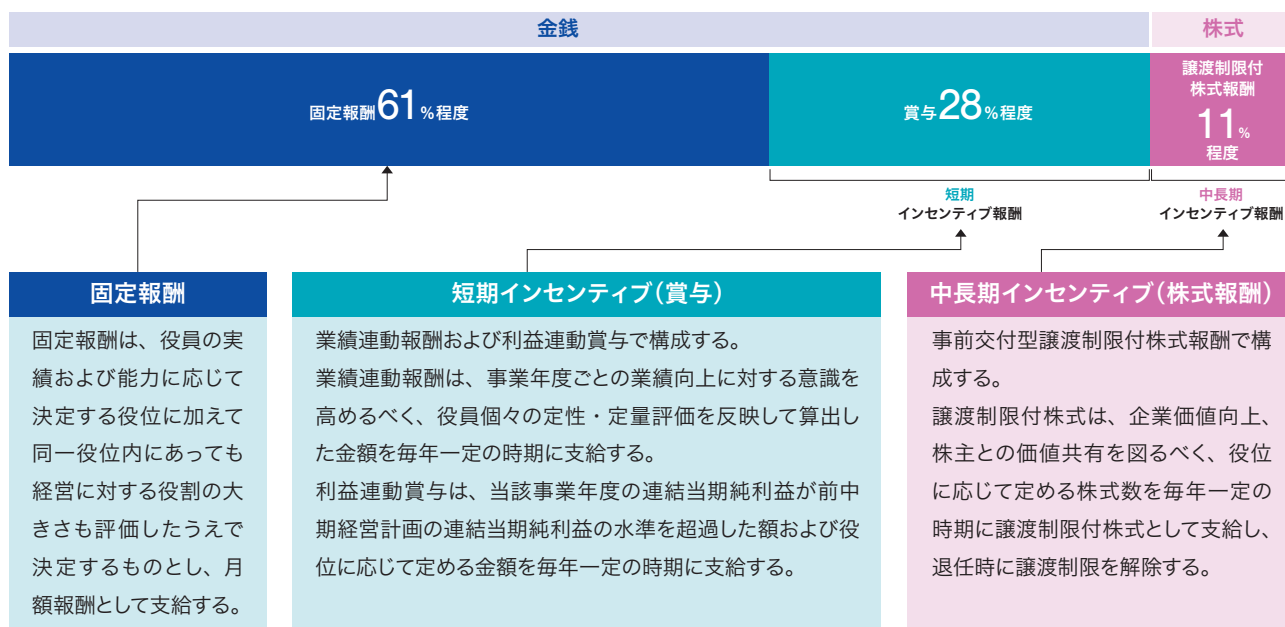 金銭
株式
固定報酬61%程度
賞与28%程度
譲渡制限付
株式報酬
11%
程度
短期
インセンティブ報酬
中長期
インセンティブ報酬
固定報酬
固定報酬は、役員の実
績および能力に応じて
決定する役位に加えて
同一役位内にあっても
経営に対する役割の大
きさも評価したうえで
決定するものとし、月
額報酬として支給する。
短期インセンティブ(賞与)
業績連動報酬および利益連動賞与で構成する。
業績連動報酬は、事業年度ごとの業績向上に対する意識を
高めるべく、役員個々の定性・定量評価を反映して算出し
た金額を毎年一定の時期に支給する。
利益連動賞与は、当該事業年度の連結当期純利益が前中
期経営計画の連結当期純利益の水準を超過した額および役
位に応じて定める金額を毎年一定の時期に支給する。
中長期インセンティブ(株式報酬)
事前交付型譲渡制限付株式報酬で構
成する。
譲渡制限付株式は、企業価値向上、
株主との価値共有を図るべく、役位
に応じて定める株式数を毎年一定の
時期に譲渡制限付株式として支給し、
退任時に譲渡制限を解除する。